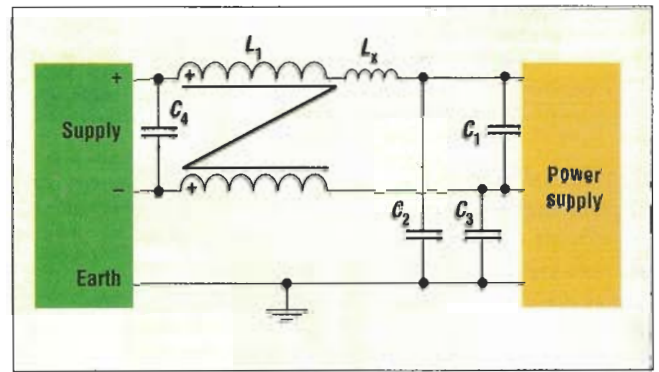 L1
Lx
+
+
Supply
C4
C1
−
+
Power
supply
C2
C3
Earth